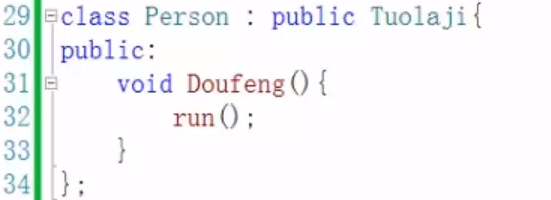 29 class Person : public Tuolaji{
30 public:
31     void Doufeng(){
32         run();
33     }
34 };